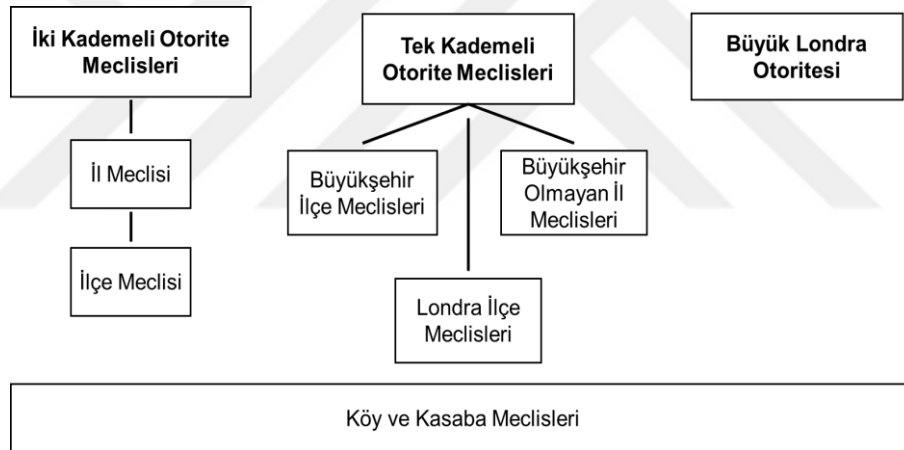 İki Kademeli Otorite
Meclisleri
Tek Kademeli
Otorite Meclisleri
Büyük Londra
Otoritesi
İl Meclisi
Büyükşehir
İlçe Meclisleri
Büyükşehir
Olmayan İl
Meclisleri
İlçe Meclisi
Londra İlçe
Meclisleri
Köy ve Kasaba Meclisleri